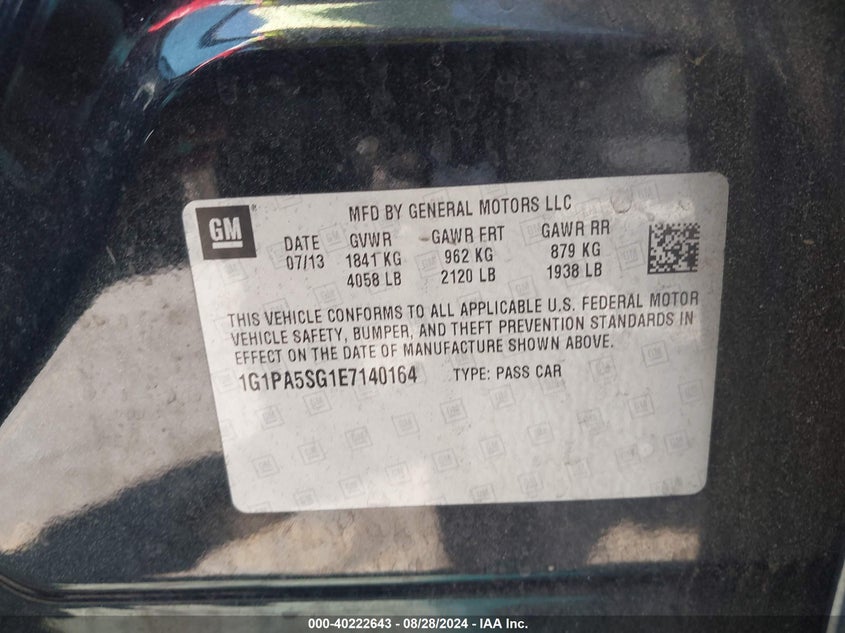 GM
MFD BY GENERAL MOTORS LLC
DATE GVWR GAWR FRT GAWR RR
07/13 1841 KG 962 KG 879 KG
4058 LB 2120 LB 1938 LB
THIS VEHICLE CONFORMS TO ALL APPLICABLE U.S. FEDERAL MOTOR
VEHICLE SAFETY, BUMPER, AND THEFT PREVENTION STANDARDS IN
EFFECT ON THE DATE OF MANUFACTURE SHOWN ABOVE.
1G1PA5SG1E7140164 TYPE: PASS CAR
000-40222643 - 08/28/2024 - IAA Inc.